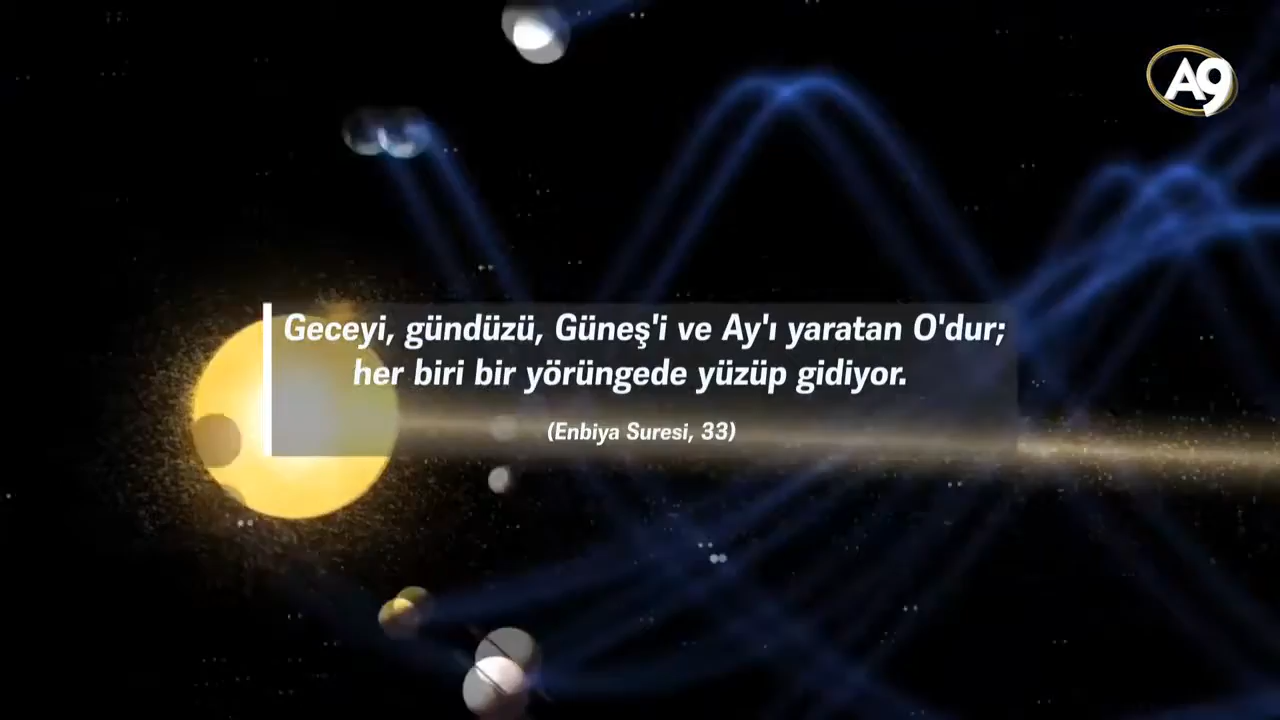 A9
Geceyi, gündüzü, Güneş'i ve Ay'ı yaratan O'dur;
her biri bir yörüngede yüzüp gidiyor.
(Enbiya Suresi, 33)